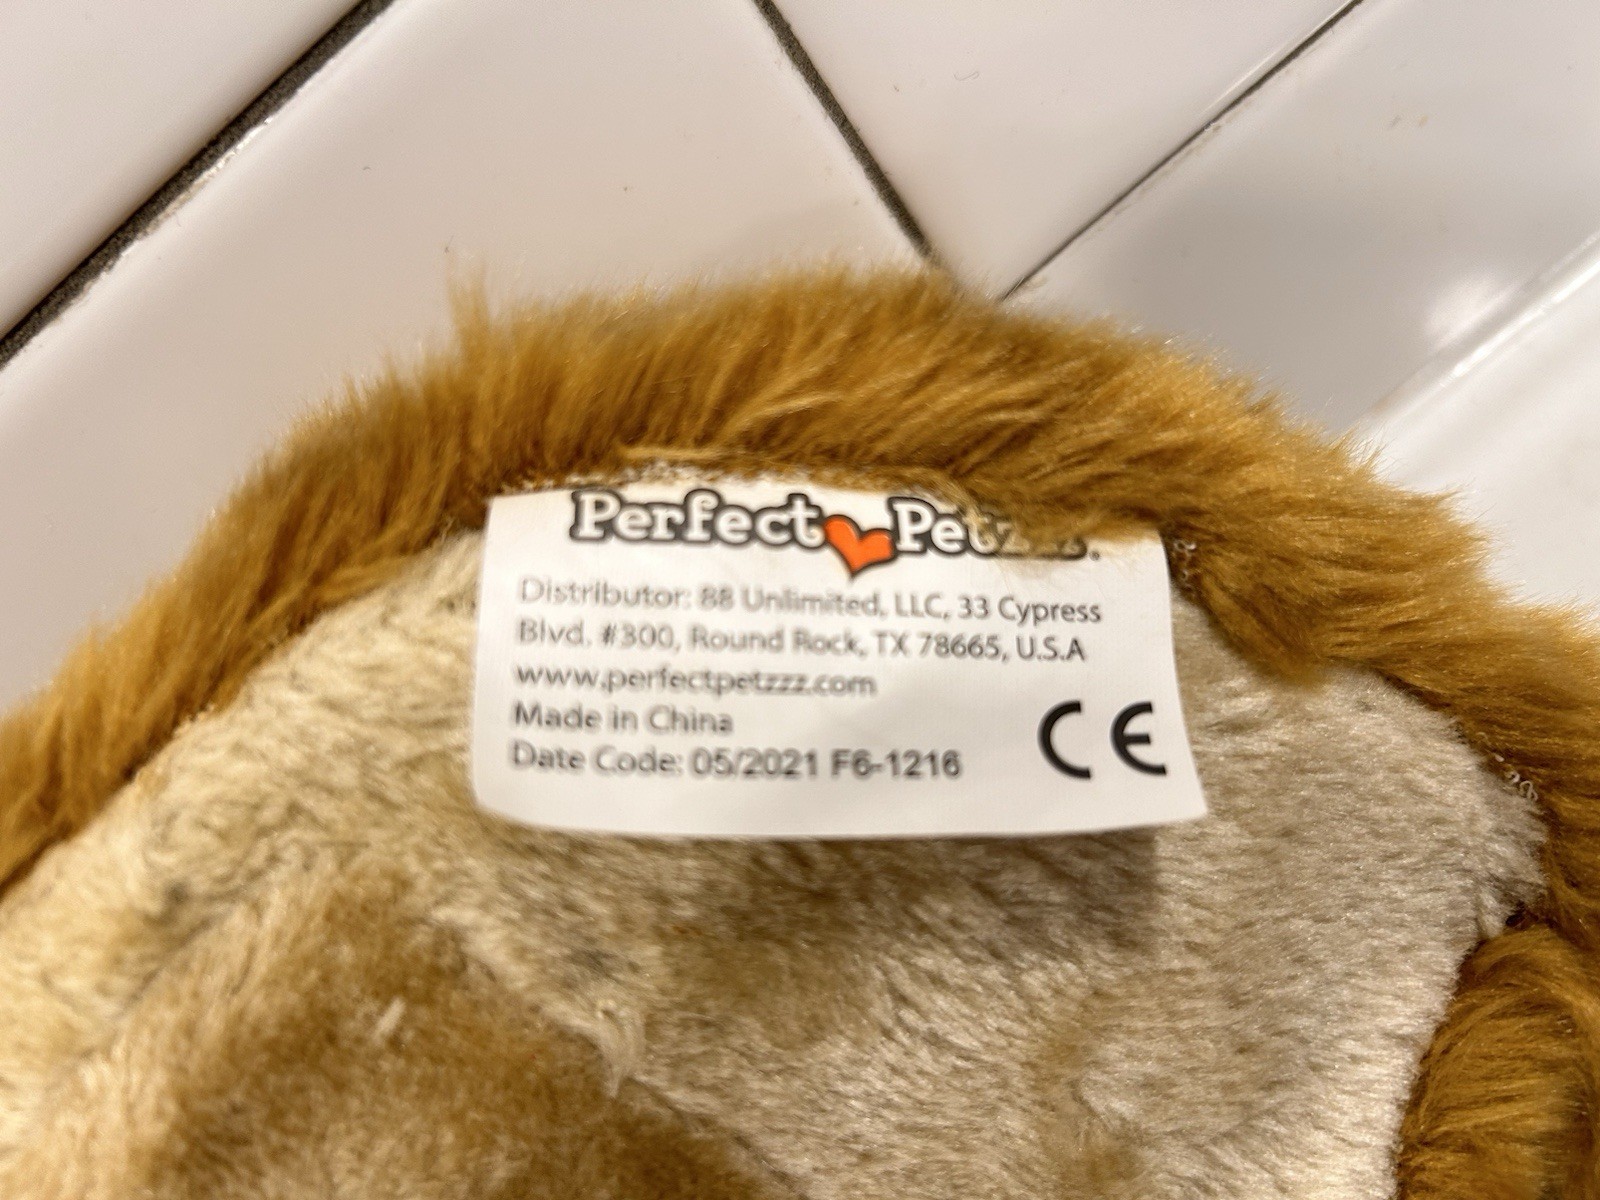 Perfect Petzzz®
Distributor: 88 Unlimited, LLC, 33 Cypress
Blvd. #300, Round Rock, TX 78665, U.S.A
www.perfectpetzzz.com
Made in China
Date Code: 05/2021 F6-1216
CE